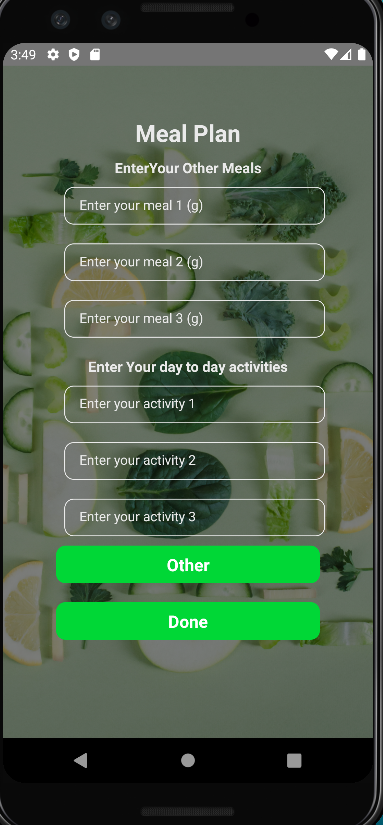 3:49
Meal Plan
EnterYour Other Meals
Enter your meal 1 (g)
Enter your meal 2 (g)
Enter your meal 3 (g)
Enter Your day to day activities
Enter your activity 1
Enter your activity 2
Enter your activity 3
Other
Done